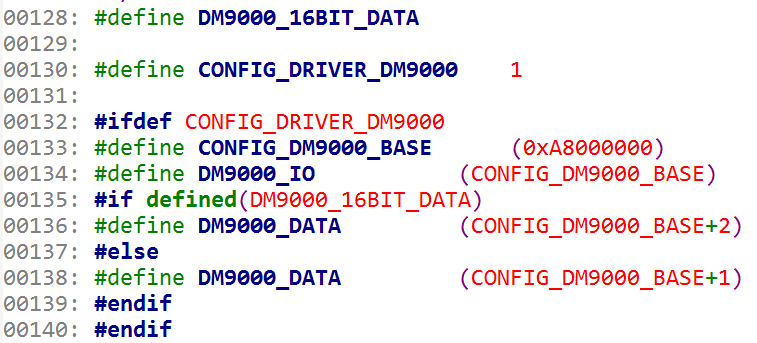 00128: #define DM9000_16BIT_DATA
00129:
00130: #define CONFIG_DRIVER_DM9000 1
00131:
00132: #ifdef CONFIG_DRIVER_DM9000
00133: #define CONFIG_DM9000_BASE (0xA8000000)
00134: #define DM9000_IO (CONFIG_DM9000_BASE)
00135: #if defined(DM9000_16BIT_DATA)
00136: #define DM9000_DATA (CONFIG_DM9000_BASE+2)
00137: #else
00138: #define DM9000_DATA (CONFIG_DM9000_BASE+1)
00139: #endif
00140: #endif